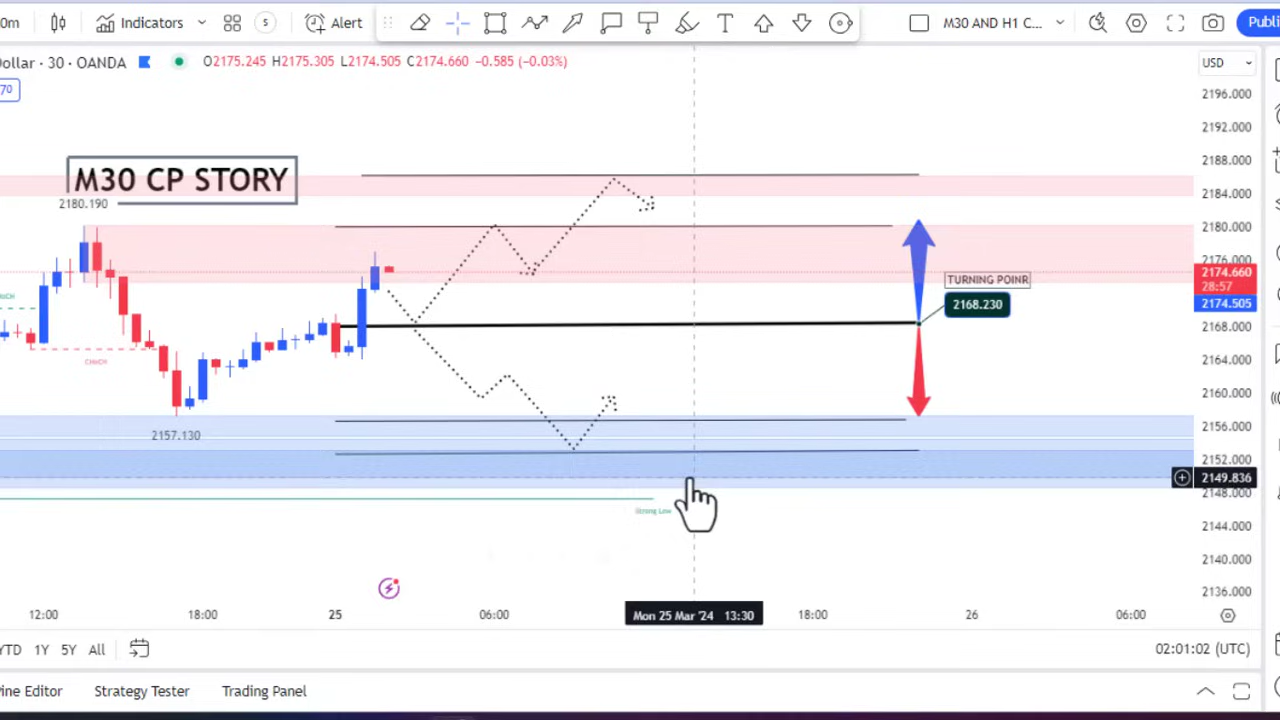 0m Indicators Alert M30 AND H1 C... Publi
Dollar · 30 · OANDA O2175.245 H2175.305 L2174.505 C2174.660 −0.585 (−0.03%) USD
70
2196.000
2192.000
2188.000
M30 CP STORY
2184.000
2180.190
2180.000
2176.000
2174.660
28:57
TURNING POINR
2174.505
2168.230
2168.000
CHoCH
2164.000
2160.000
2156.000
2157.130
2152.000
2149.836
2148.000
Strong Low
2144.000
2140.000
2136.000
12:00 18:00 25 06:00 Mon 25 Mar '24 13:30 18:00 26 06:00
YTD 1Y 5Y All 02:01:02 (UTC)
ine Editor Strategy Tester Trading Panel